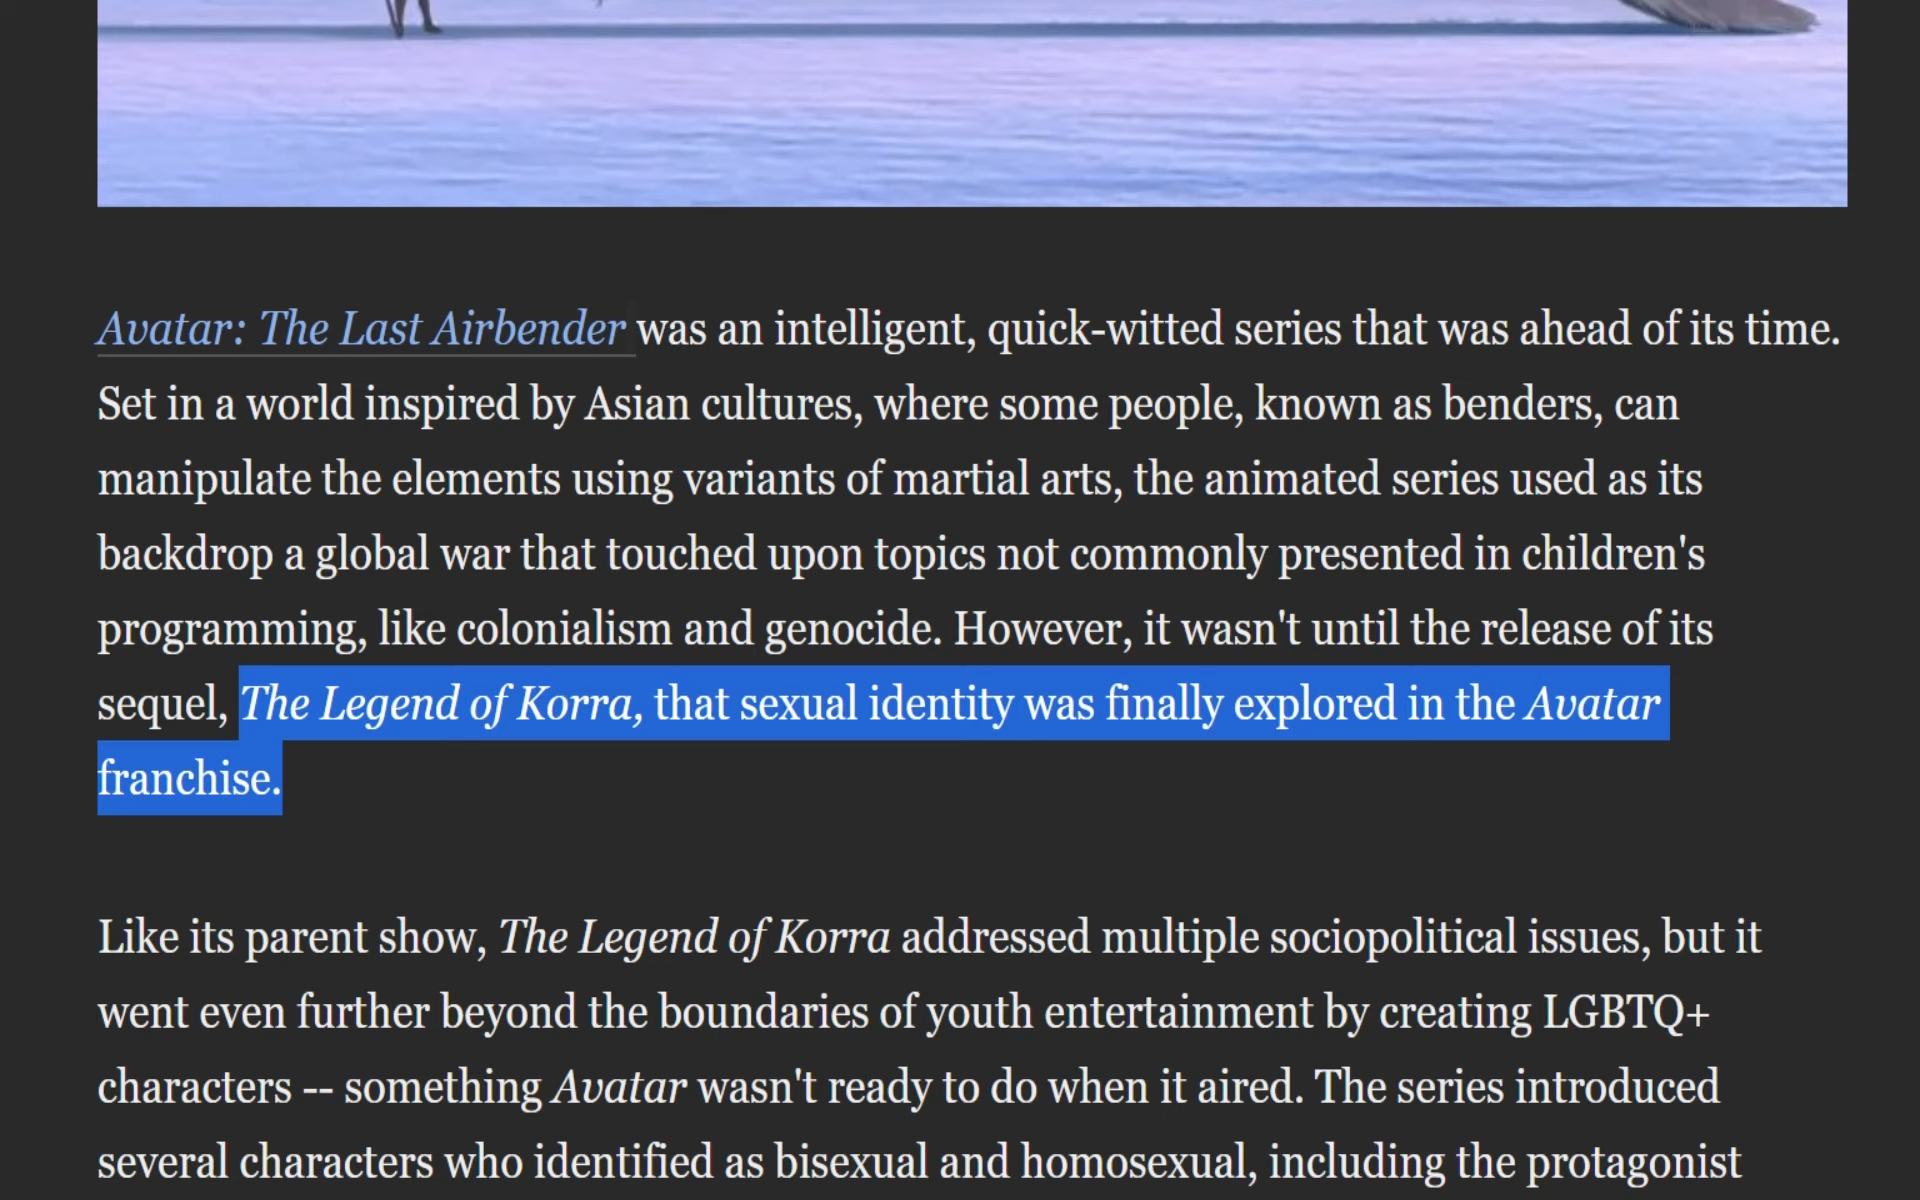 Avatar: The Last Airbender was an intelligent, quick-witted series that was ahead of its time.
Set in a world inspired by Asian cultures, where some people, known as benders, can
manipulate the elements using variants of martial arts, the animated series used as its
backdrop a global war that touched upon topics not commonly presented in children's
programming, like colonialism and genocide. However, it wasn't until the release of its
sequel, The Legend of Korra, that sexual identity was finally explored in the Avatar
franchise.
Like its parent show, The Legend of Korra addressed multiple sociopolitical issues, but it
went even further beyond the boundaries of youth entertainment by creating LGBTQ+
characters -- something Avatar wasn't ready to do when it aired. The series introduced
several characters who identified as bisexual and homosexual, including the protagonist